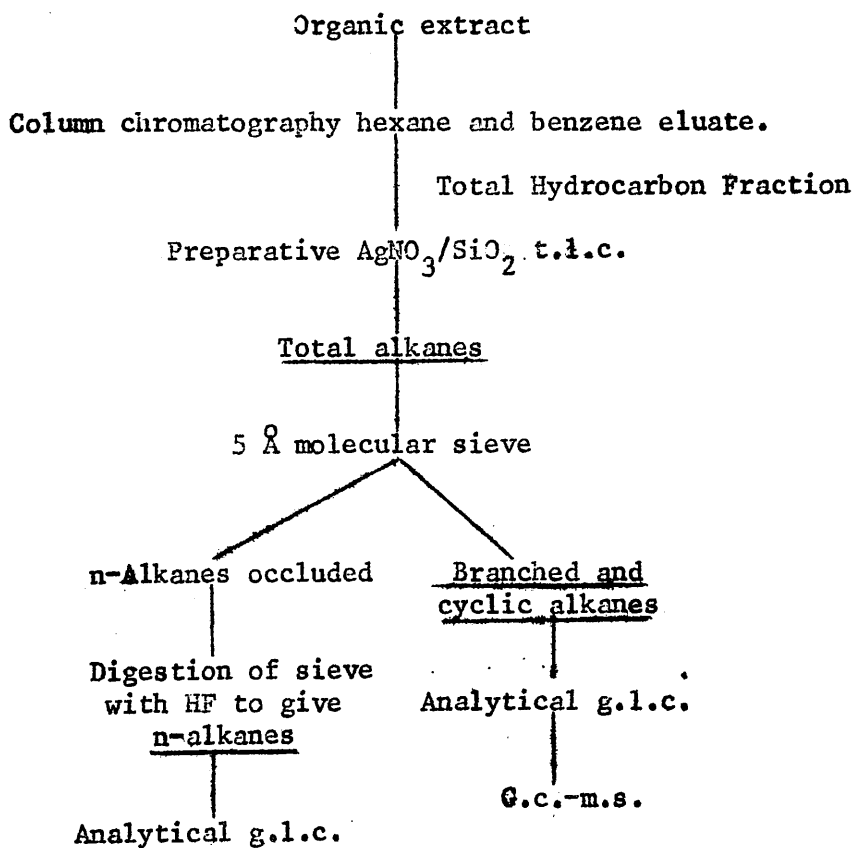 Organic extract
Column chromatography hexane and benzene eluate.
Total Hydrocarbon Fraction
Preparative AgNO₃/SiO₂ t.l.c.
Total alkanes
5 Å molecular sieve
n-Alkanes occluded
Branched and
cyclic alkanes
Digestion of sieve
with HF to give
n-alkanes
Analytical g.l.c.
G.c.-m.s.
Analytical g.l.c.